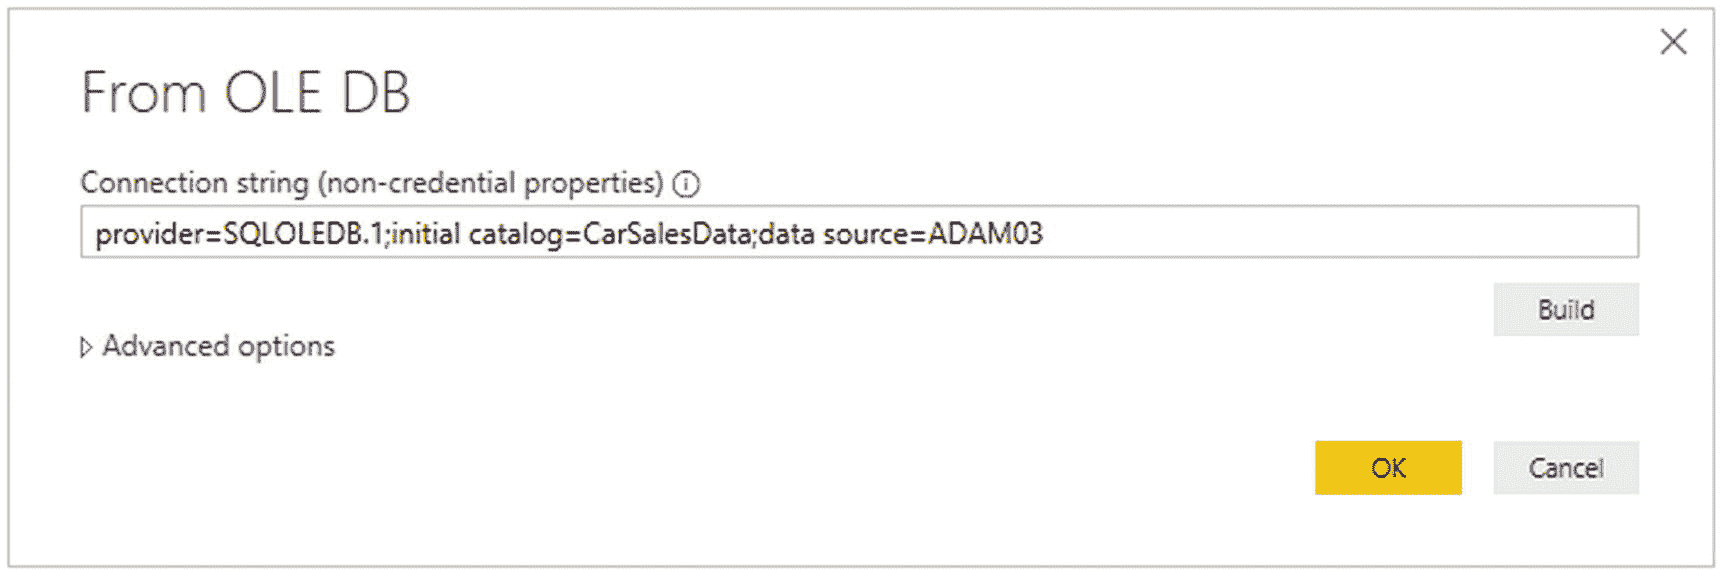 From OLE DB
Connection string (non-credential properties)
provider=SQLOLEDB.1;initial catalog=CarSalesData;data source=ADAM03
Build
Advanced options
OK Cancel